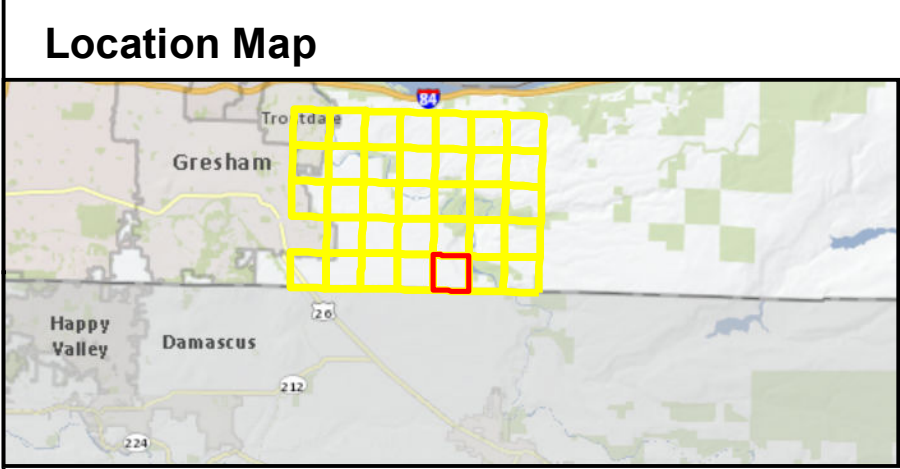 Location Map
84
Troutdale
Gresham
26
Happy
Valley
Damascus
212
224